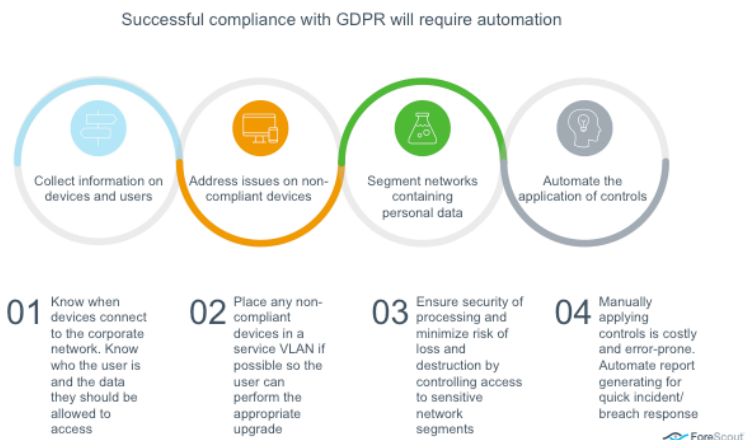 Successful compliance with GDPR will require automation
Collect information on
devices and users
Address issues on non-
compliant devices
Segment networks
containing
personal data
Automate the
application of controls
01
Know when
devices connect
to the corporate
network. Know
who the user is
and the data
they should be
allowed to
access
02
Place any non-
compliant
devices in a
service VLAN if
possible so the
user can
perform the
appropriate
upgrade
03
Ensure security of
processing and
minimize risk of
loss and
destruction by
controlling access
to sensitive
network
segments
04
Manually
applying
controls is costly
and error-prone.
Automate report
generating for
quick incident/
breach response
ForeScout